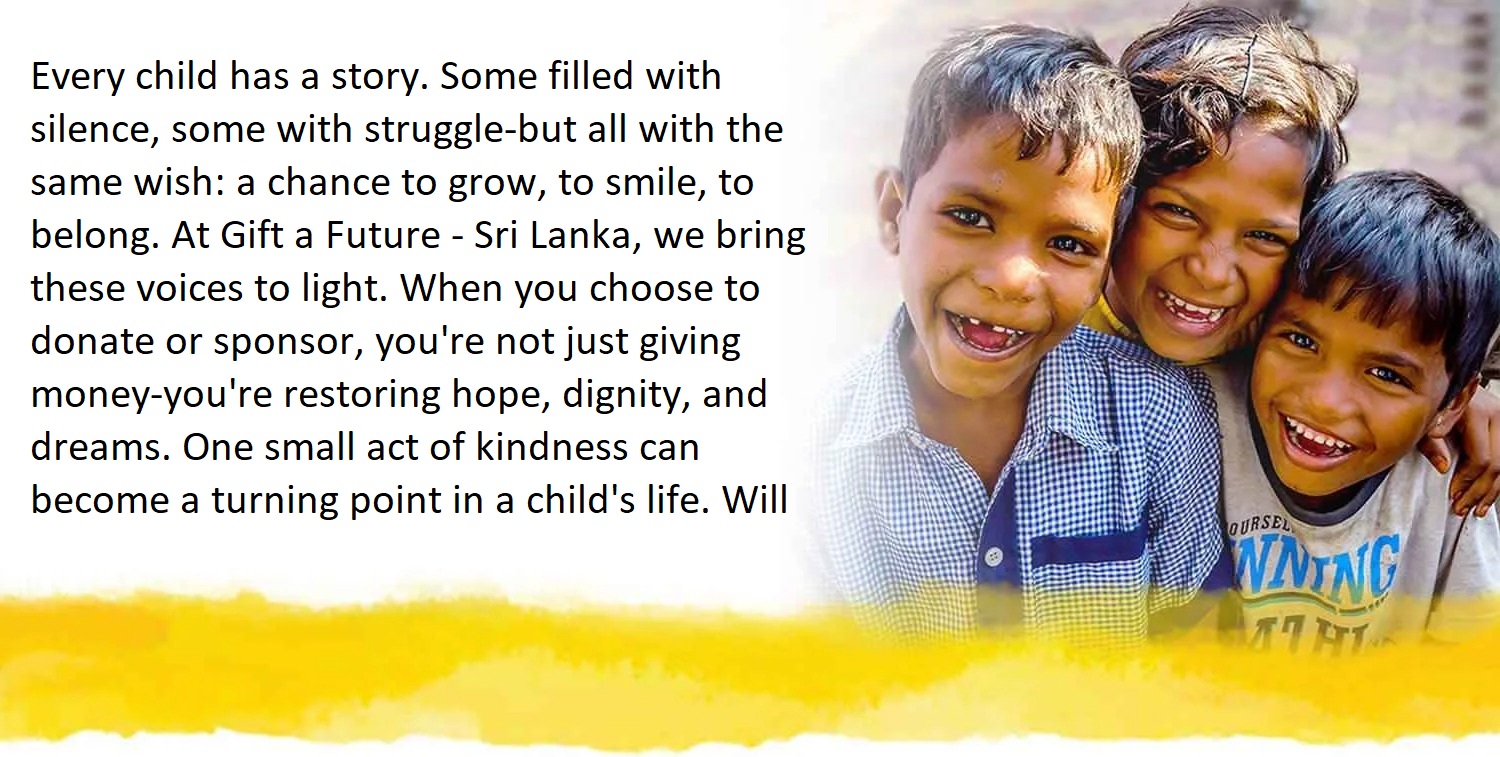 Every child has a story. Some filled with
silence, some with struggle-but all with the
same wish: a chance to grow, to smile, to
belong. At Gift a Future - Sri Lanka, we bring
these voices to light. When you choose to
donate or sponsor, you're not just giving
money-you're restoring hope, dignity, and
dreams. One small act of kindness can
become a turning point in a child's life. Will
NNING